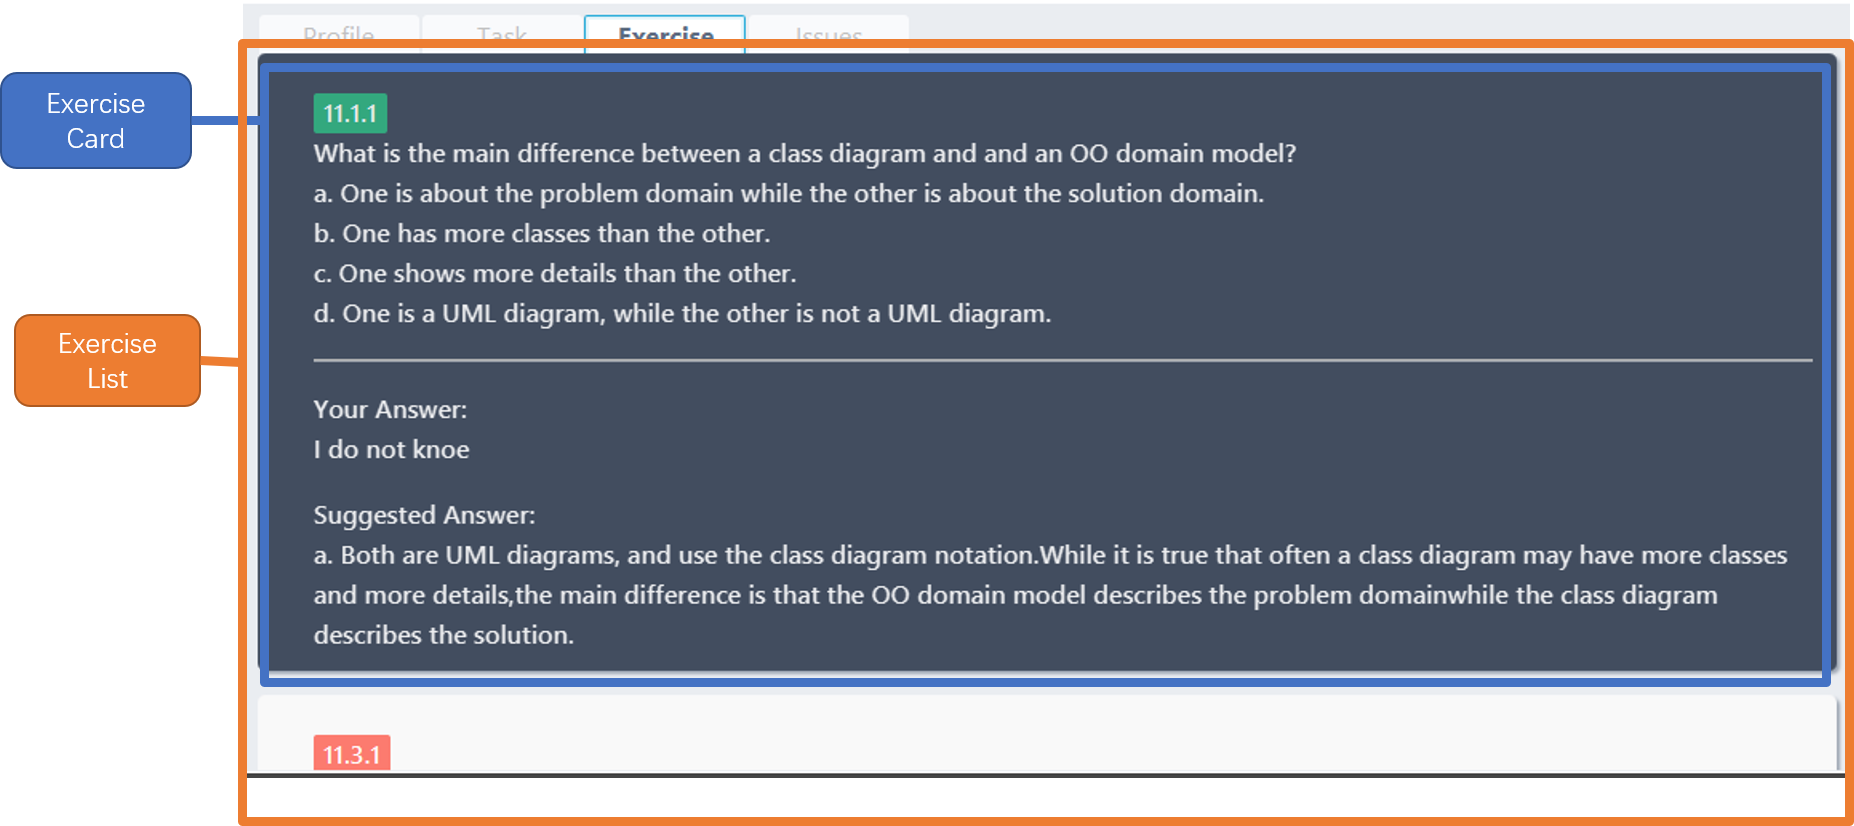 Profile Task Exercise Issues
Exercise
Card
11.1.1
What is the main difference between a class diagram and and an OO domain model?
a. One is about the problem domain while the other is about the solution domain.
b. One has more classes than the other.
c. One shows more details than the other.
d. One is a UML diagram, while the other is not a UML diagram.
Exercise
List
Your Answer:
I do not knoe
Suggested Answer:
a. Both are UML diagrams, and use the class diagram notation.While it is true that often a class diagram may have more classes
and more details,the main difference is that the OO domain model describes the problem domainwhile the class diagram
describes the solution.
11.3.1